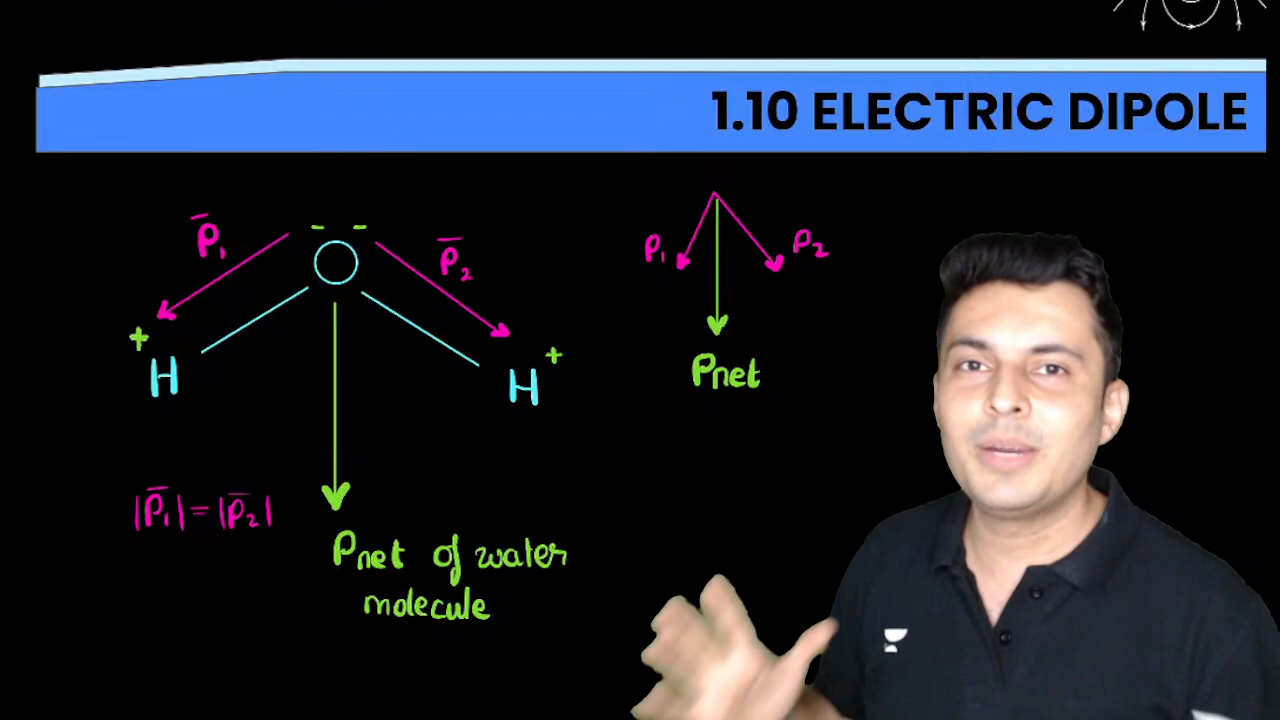 1.10 ELECTRIC DIPOLE
P̅₁
- -
O
P̅₂
+
H
H
+
P₁
P₂
Pnet
|P̅₁| = |P̅₂|
Pnet of water
molecule